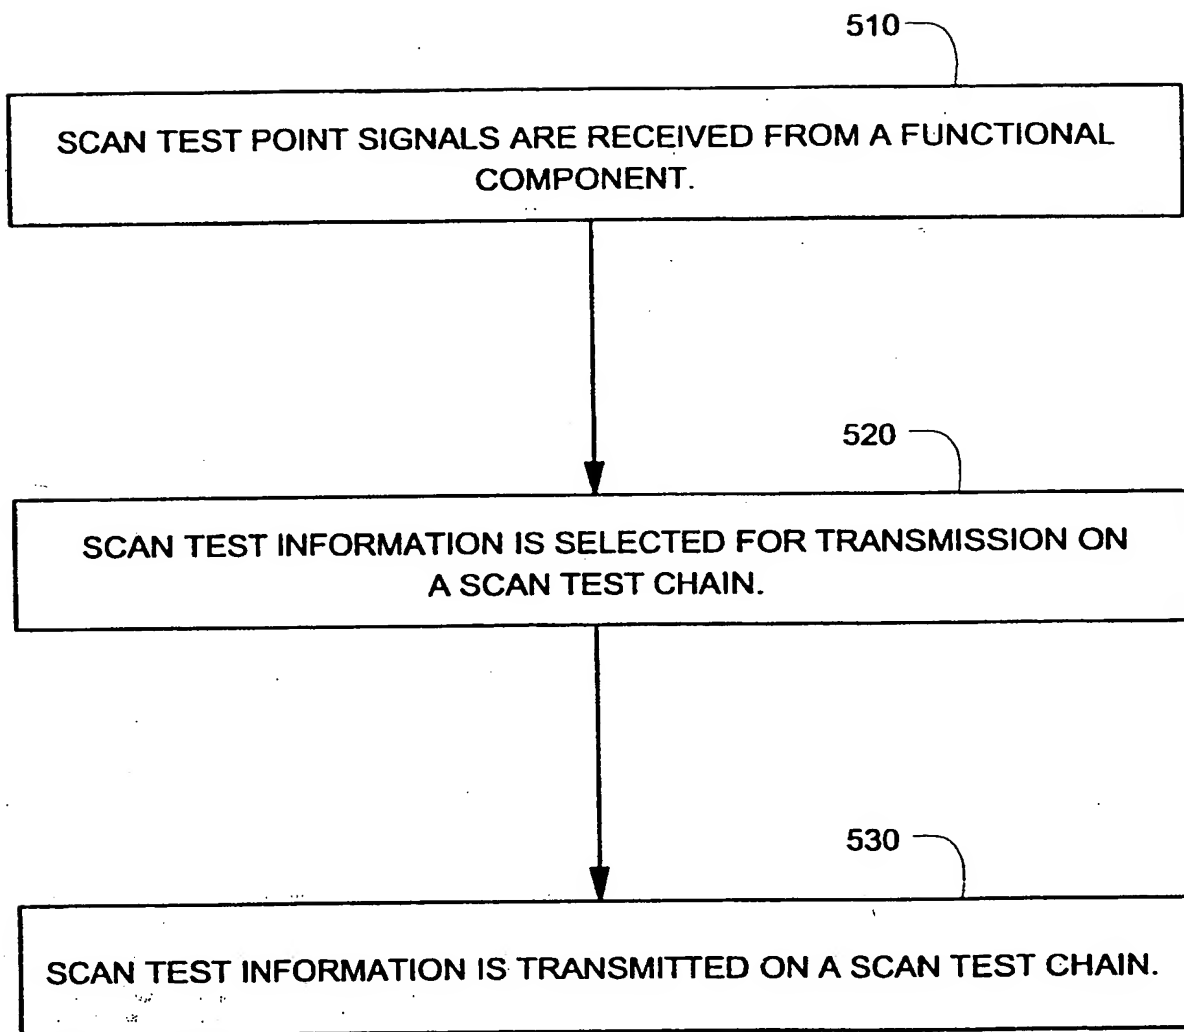 510
SCAN TEST POINT SIGNALS ARE RECEIVED FROM A FUNCTIONAL
COMPONENT.
520
SCAN TEST INFORMATION IS SELECTED FOR TRANSMISSION ON
A SCAN TEST CHAIN.
530
SCAN TEST INFORMATION IS TRANSMITTED ON A SCAN TEST CHAIN.